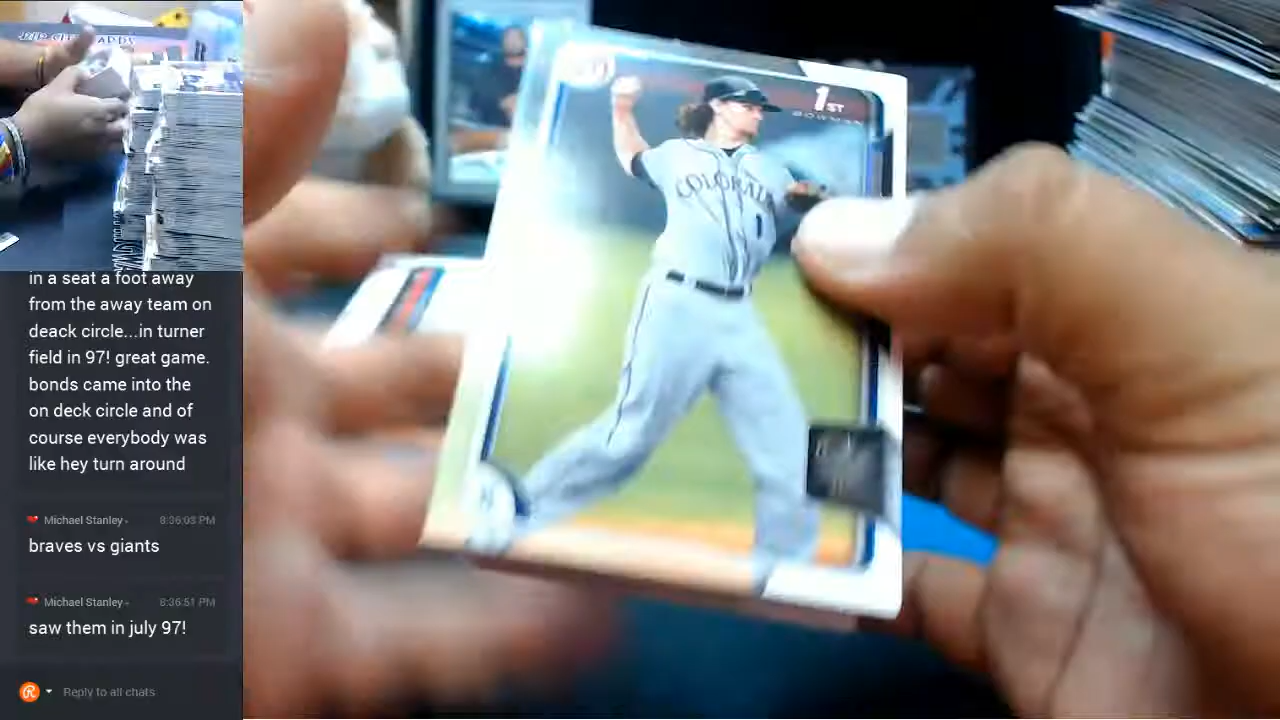 in a seat a foot away
from the away team on
deack circle...in turner
field in 97! great game.
bonds came into the
on deck circle and of
course everybody was
like hey turn around
Michael Stanley
8:36:03 PM
braves vs giants
Michael Stanley
8:36:51 PM
saw them in july 97!
Reply to all chats
1ST
BOWMAN
COLORADO
1